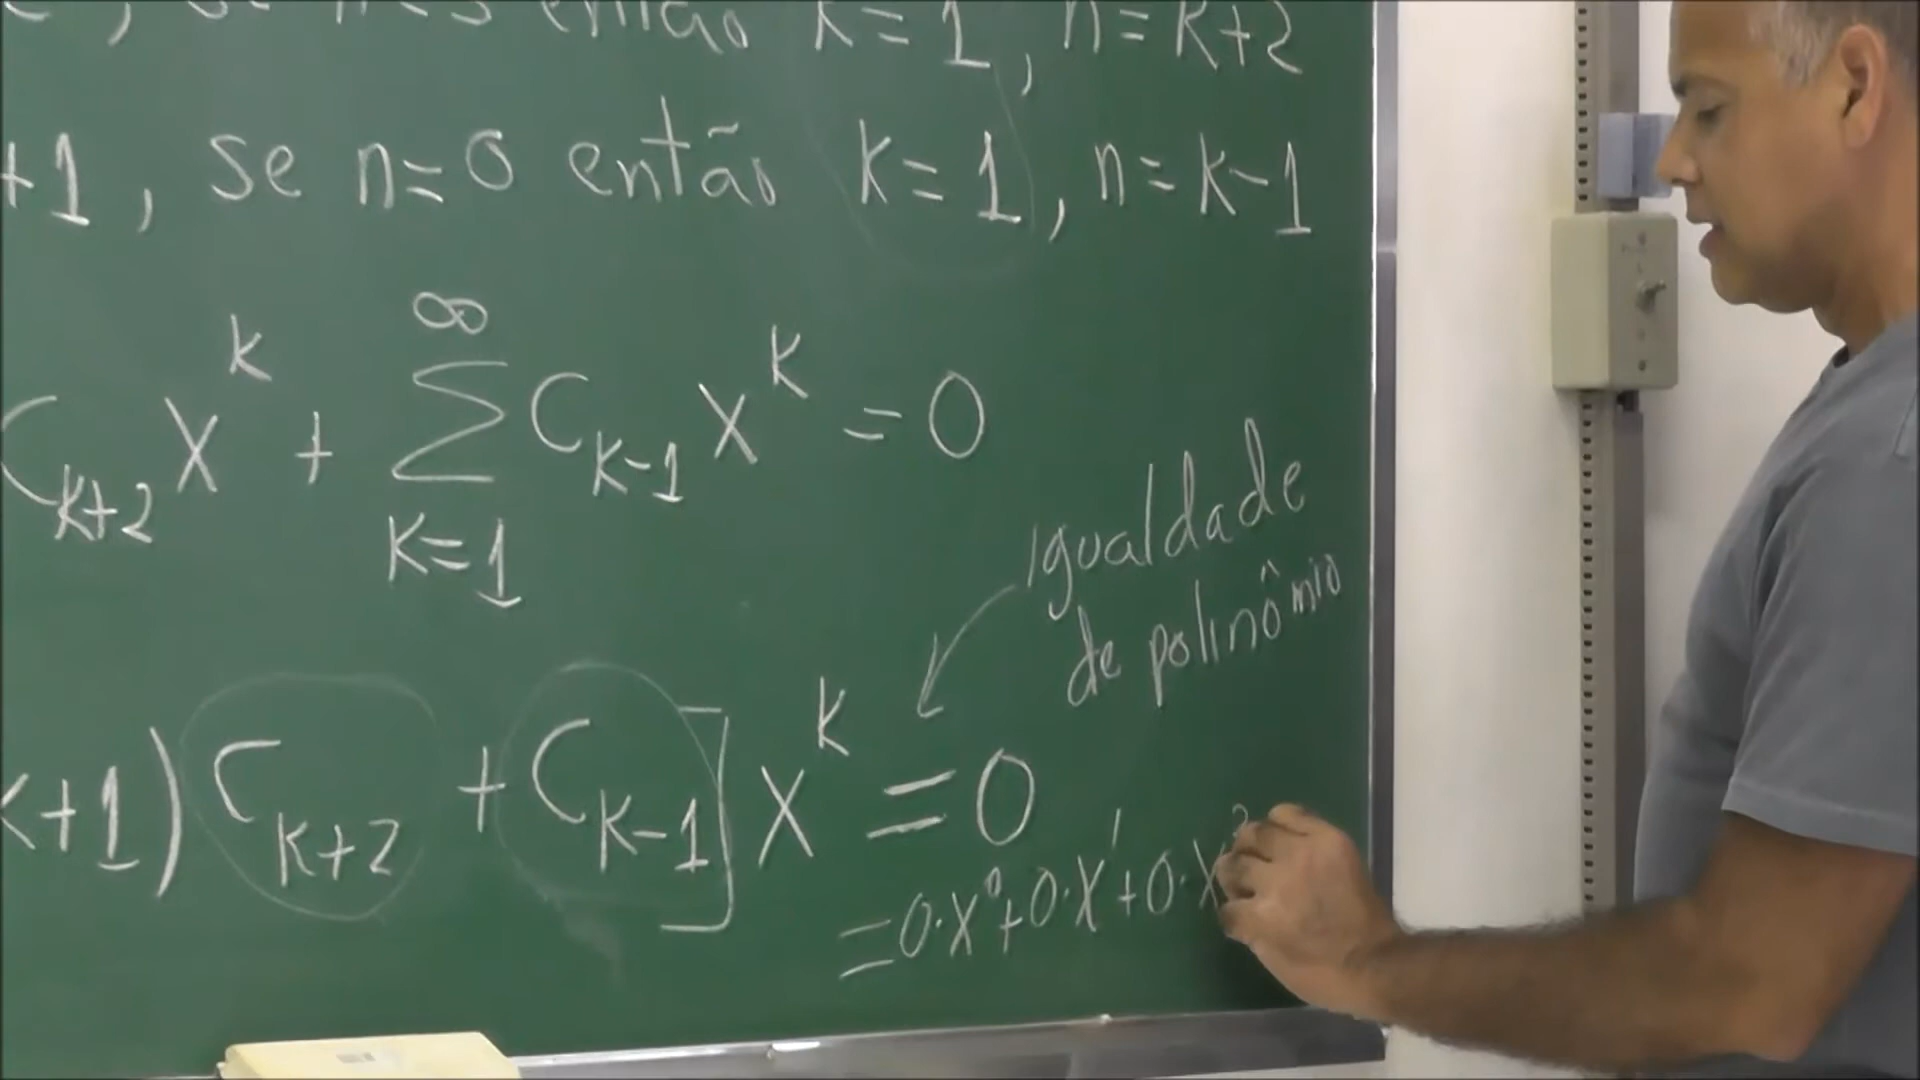 , se n=3 então k=1, n=k+2
+1, se n=0 então k=1, n=k-1
C_{k+2} x^k + \sum_{k=1}^{∞} C_{k-1} x^k = 0
igualdade
de polinômio
k+1) C_{k+2} + C_{k-1}] x^k = 0
= 0·x^0 + 0·x^1 + 0·x^2